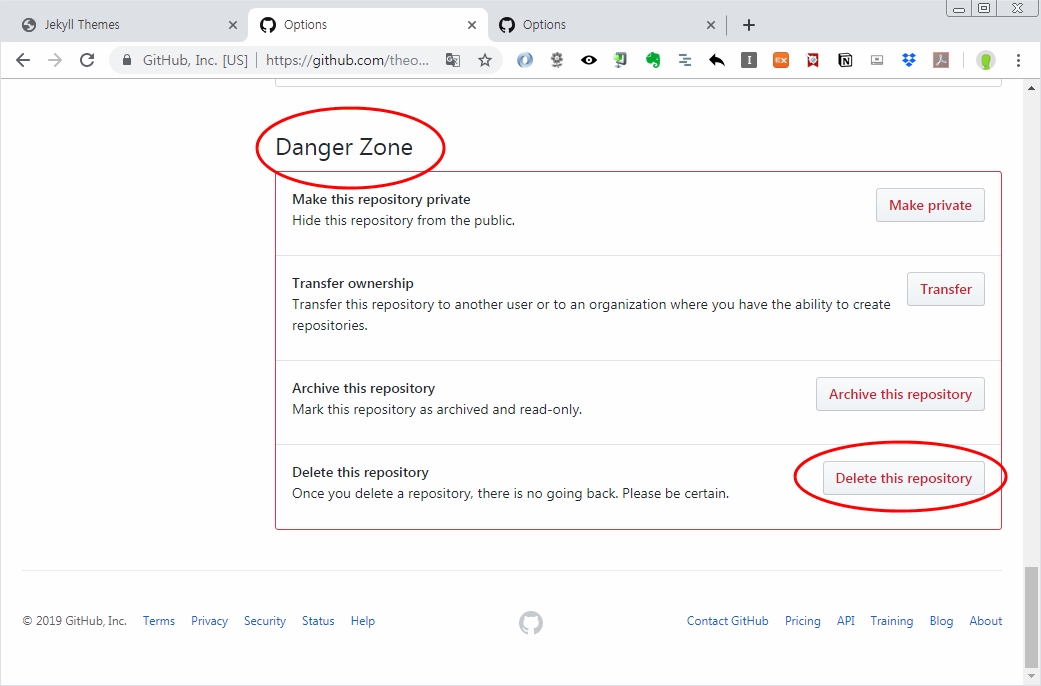 Jekyll Themes
Options
Options
GitHub, Inc. [US] https://github.com/theo...
Danger Zone
Make this repository private
Hide this repository from the public.
Make private
Transfer ownership
Transfer this repository to another user or to an organization where you have the ability to create
repositories.
Transfer
Archive this repository
Mark this repository as archived and read-only.
Archive this repository
Delete this repository
Once you delete a repository, there is no going back. Please be certain.
Delete this repository
© 2019 GitHub, Inc. Terms Privacy Security Status Help
Contact GitHub Pricing API Training Blog About